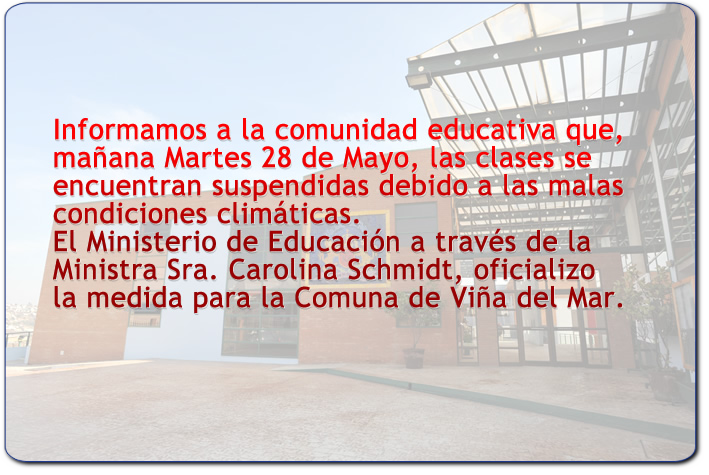 Informamos a la comunidad educativa que,
mañana Martes 28 de Mayo, las clases se
encuentran suspendidas debido a las malas
condiciones climáticas.
El Ministerio de Educación a través de la
Ministra Sra. Carolina Schmidt, oficializo
la medida para la Comuna de Viña del Mar.